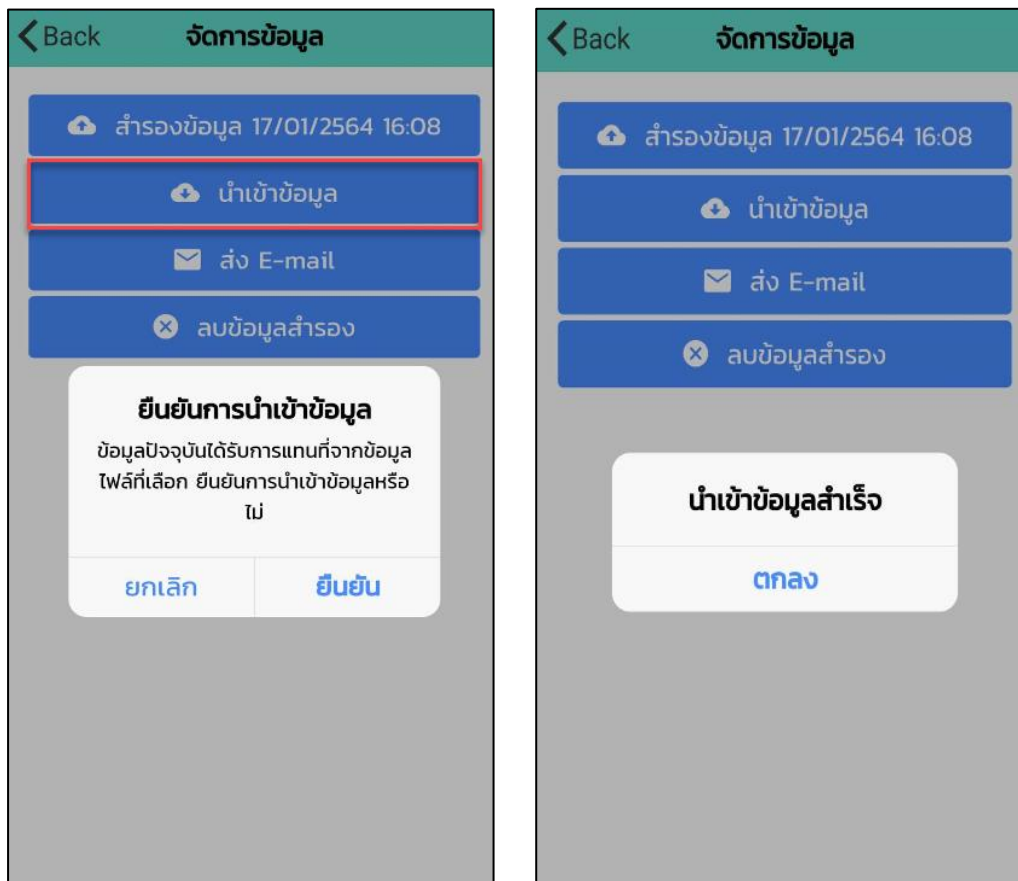 Back จัดการข้อมูล
สำรองข้อมูล 17/01/2564 16:08
นำเข้าข้อมูล
ส่ง E-mail
ลบข้อมูลสำรอง
ยืนยันการนำเข้าข้อมูล
ข้อมูลปัจจุบันได้รับการแทนที่จากข้อมูล
ไฟล์ที่เลือก ยืนยันการนำเข้าข้อมูลหรือ
ไม่
ยกเลิก ยืนยัน
Back จัดการข้อมูล
สำรองข้อมูล 17/01/2564 16:08
นำเข้าข้อมูล
ส่ง E-mail
ลบข้อมูลสำรอง
นำเข้าข้อมูลสำเร็จ
ตกลง